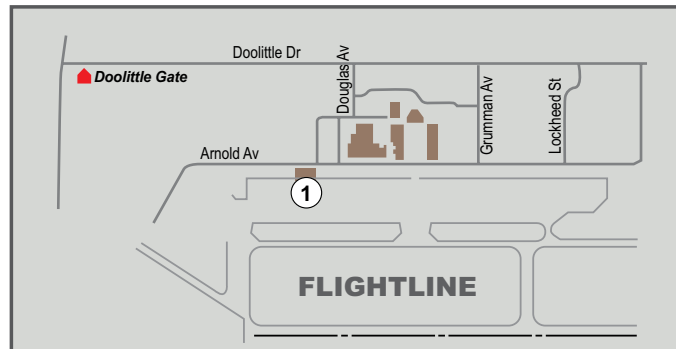 Doolittle Dr
Doolittle Gate
Douglas Av
Grumman Av
Lockheed St
Arnold Av
1
FLIGHTLINE